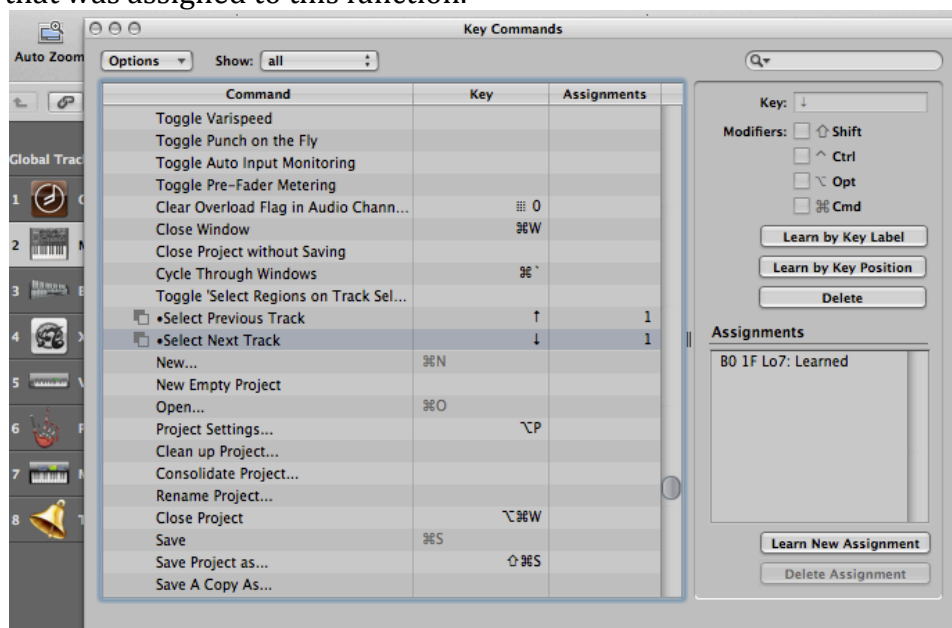 that was assigned to this function.
Key Commands
Auto Zoom
Options Show: all
Command Key Assignments
Toggle Varispeed
Toggle Punch on the Fly
Toggle Auto Input Monitoring
Toggle Pre-Fader Metering
Clear Overload Flag in Audio Chann... 0
Close Window ⌘W
Close Project without Saving
Cycle Through Windows ⌘`
Toggle 'Select Regions on Track Sel...
•Select Previous Track ↑ 1
•Select Next Track ↓ 1
New... ⌘N
New Empty Project
Open... ⌘O
Project Settings... ⌥P
Clean up Project...
Consolidate Project...
Rename Project...
Close Project ⌥⌘W
Save ⌘S
Save Project as... ⇧⌘S
Save A Copy As...
Global Trac
1
2
3
4
5
6
7
8
Key: ↓
Modifiers: ⇧ Shift
^ Ctrl
⌥ Opt
⌘ Cmd
Learn by Key Label
Learn by Key Position
Delete
Assignments
B0 1F Lo7: Learned
Learn New Assignment
Delete Assignment